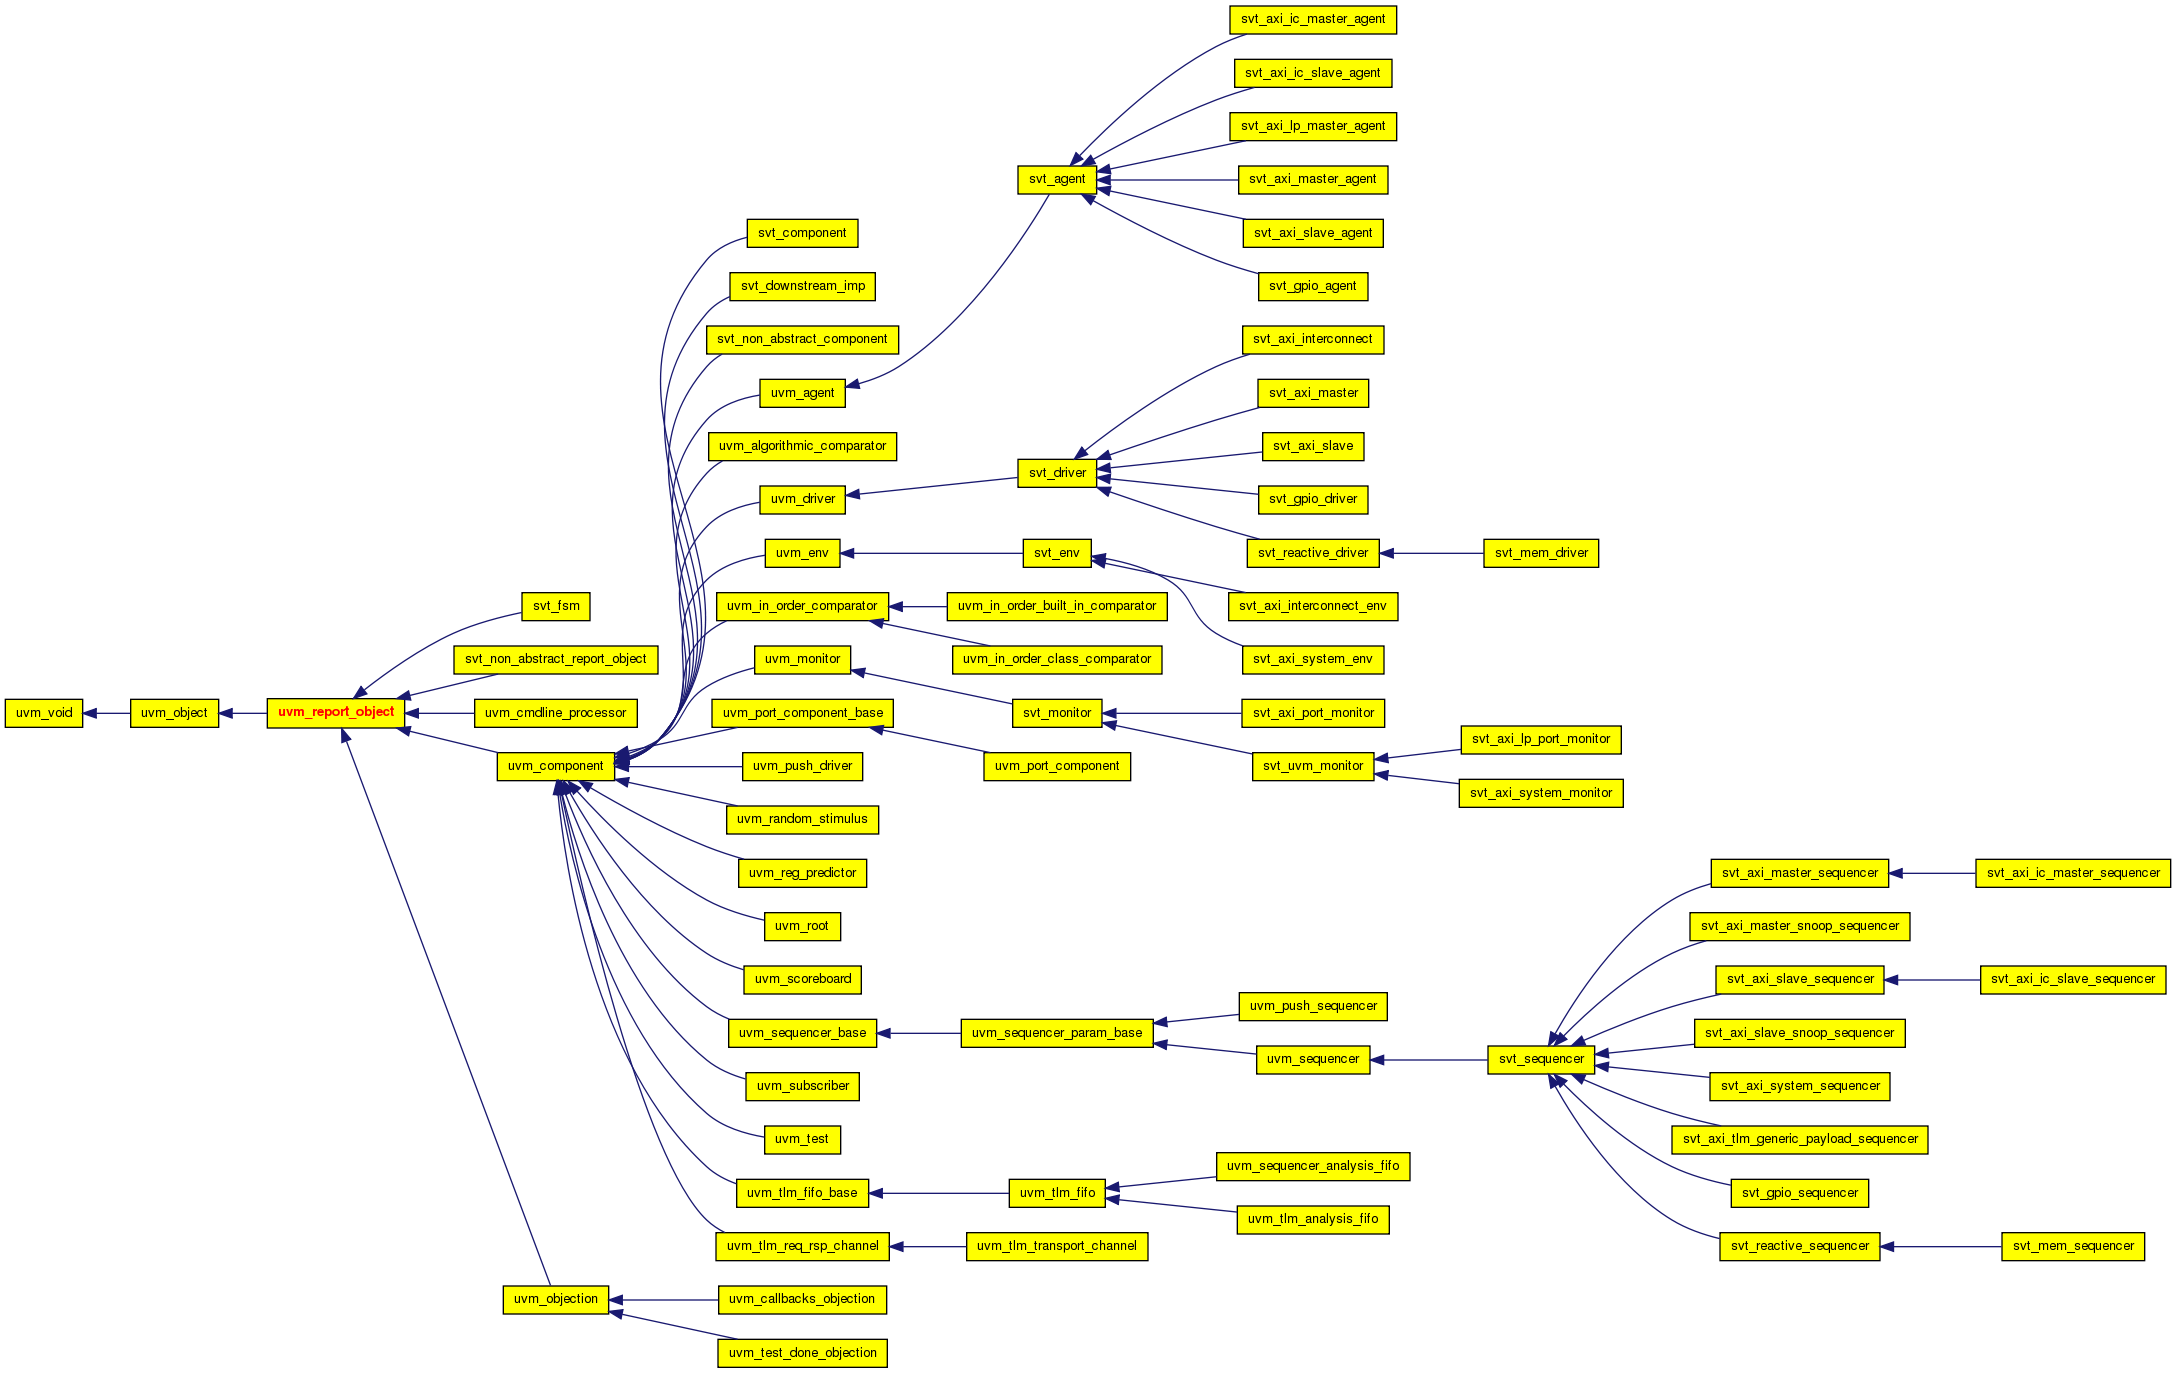 svt_axi_ic_master_agent
svt_axi_ic_slave_agent
svt_axi_lp_master_agent
svt_agent
svt_axi_master_agent
svt_component
svt_axi_slave_agent
svt_downstream_imp
svt_gpio_agent
svt_non_abstract_component
svt_axi_interconnect
uvm_agent
svt_axi_master
uvm_algorithmic_comparator
svt_axi_slave
svt_driver
uvm_driver
svt_gpio_driver
uvm_env
svt_env
svt_reactive_driver
svt_mem_driver
svt_fsm
uvm_in_order_comparator
uvm_in_order_built_in_comparator
svt_axi_interconnect_env
svt_non_abstract_report_object
uvm_monitor
uvm_in_order_class_comparator
svt_axi_system_env
uvm_void
uvm_object
uvm_report_object
uvm_cmdline_processor
uvm_port_component_base
svt_monitor
svt_axi_port_monitor
svt_axi_lp_port_monitor
uvm_component
uvm_push_driver
uvm_port_component
svt_uvm_monitor
svt_axi_system_monitor
uvm_random_stimulus
uvm_reg_predictor
svt_axi_master_sequencer
svt_axi_ic_master_sequencer
uvm_root
svt_axi_master_snoop_sequencer
uvm_scoreboard
svt_axi_slave_sequencer
svt_axi_ic_slave_sequencer
uvm_push_sequencer
uvm_sequencer_base
uvm_sequencer_param_base
svt_axi_slave_snoop_sequencer
uvm_sequencer
svt_sequencer
uvm_subscriber
svt_axi_system_sequencer
uvm_test
svt_axi_tlm_generic_payload_sequencer
uvm_sequencer_analysis_fifo
uvm_tlm_fifo_base
uvm_tlm_fifo
svt_gpio_sequencer
uvm_tlm_analysis_fifo
uvm_tlm_req_rsp_channel
uvm_tlm_transport_channel
svt_reactive_sequencer
svt_mem_sequencer
uvm_objection
uvm_callbacks_objection
uvm_test_done_objection